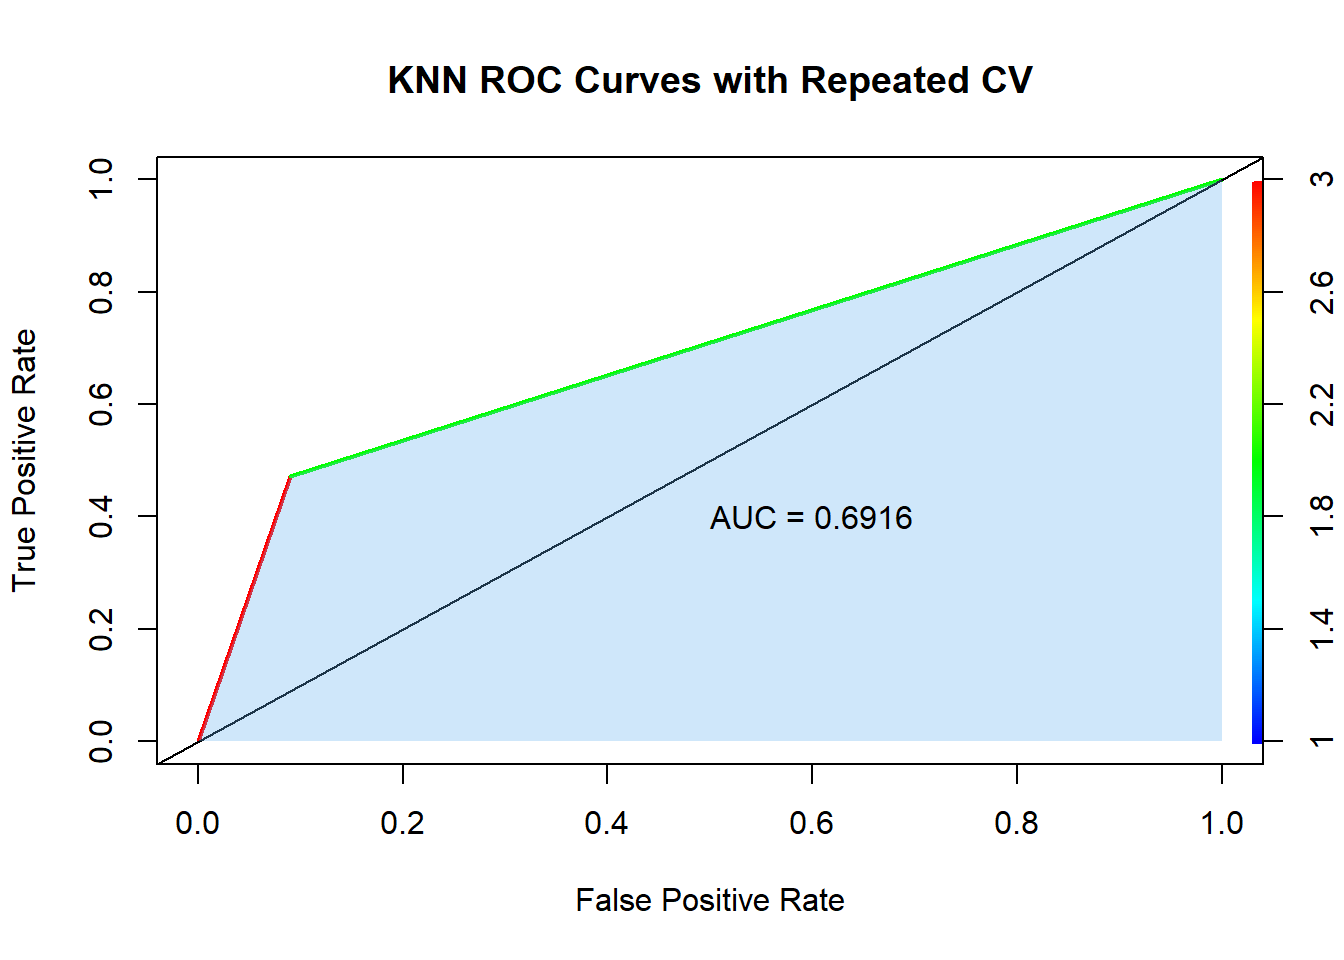 KNN ROC Curves with Repeated CV
True Positive Rate
1.0
0.8
0.6
0.4
0.2
0.0
AUC = 0.6916
3
2.6
2.2
1.8
1.4
1
0.0 0.2 0.4 0.6 0.8 1.0
False Positive Rate